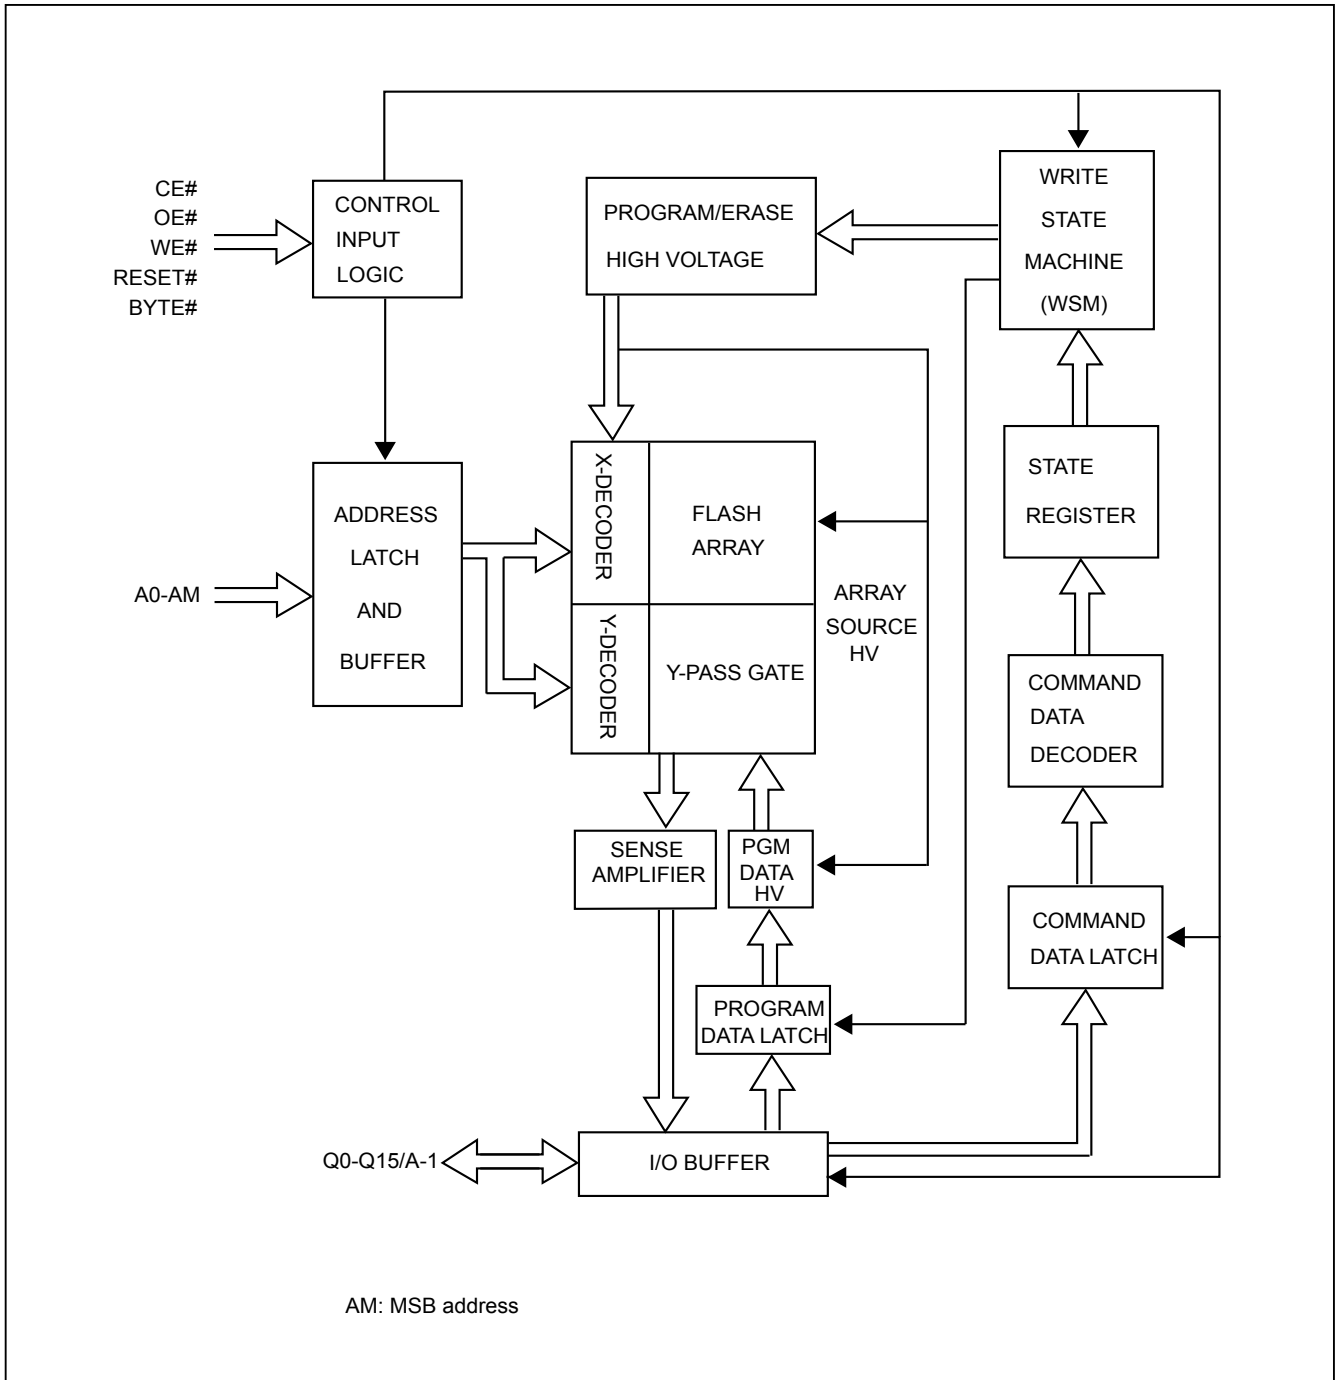 CE#
OE#
WE#
RESET#
BYTE#
CONTROL
INPUT
LOGIC
PROGRAM/ERASE
HIGH VOLTAGE
WRITE
STATE
MACHINE
(WSM)
STATE
REGISTER
A0-AM
ADDRESS
LATCH
AND
BUFFER
X-DECODER
FLASH
ARRAY
Y-DECODER
Y-PASS GATE
ARRAY
SOURCE
HV
COMMAND
DATA
DECODER
SENSE
AMPLIFIER
PGM
DATA
HV
COMMAND
DATA LATCH
PROGRAM
DATA LATCH
Q0-Q15/A-1
I/O BUFFER
AM: MSB address